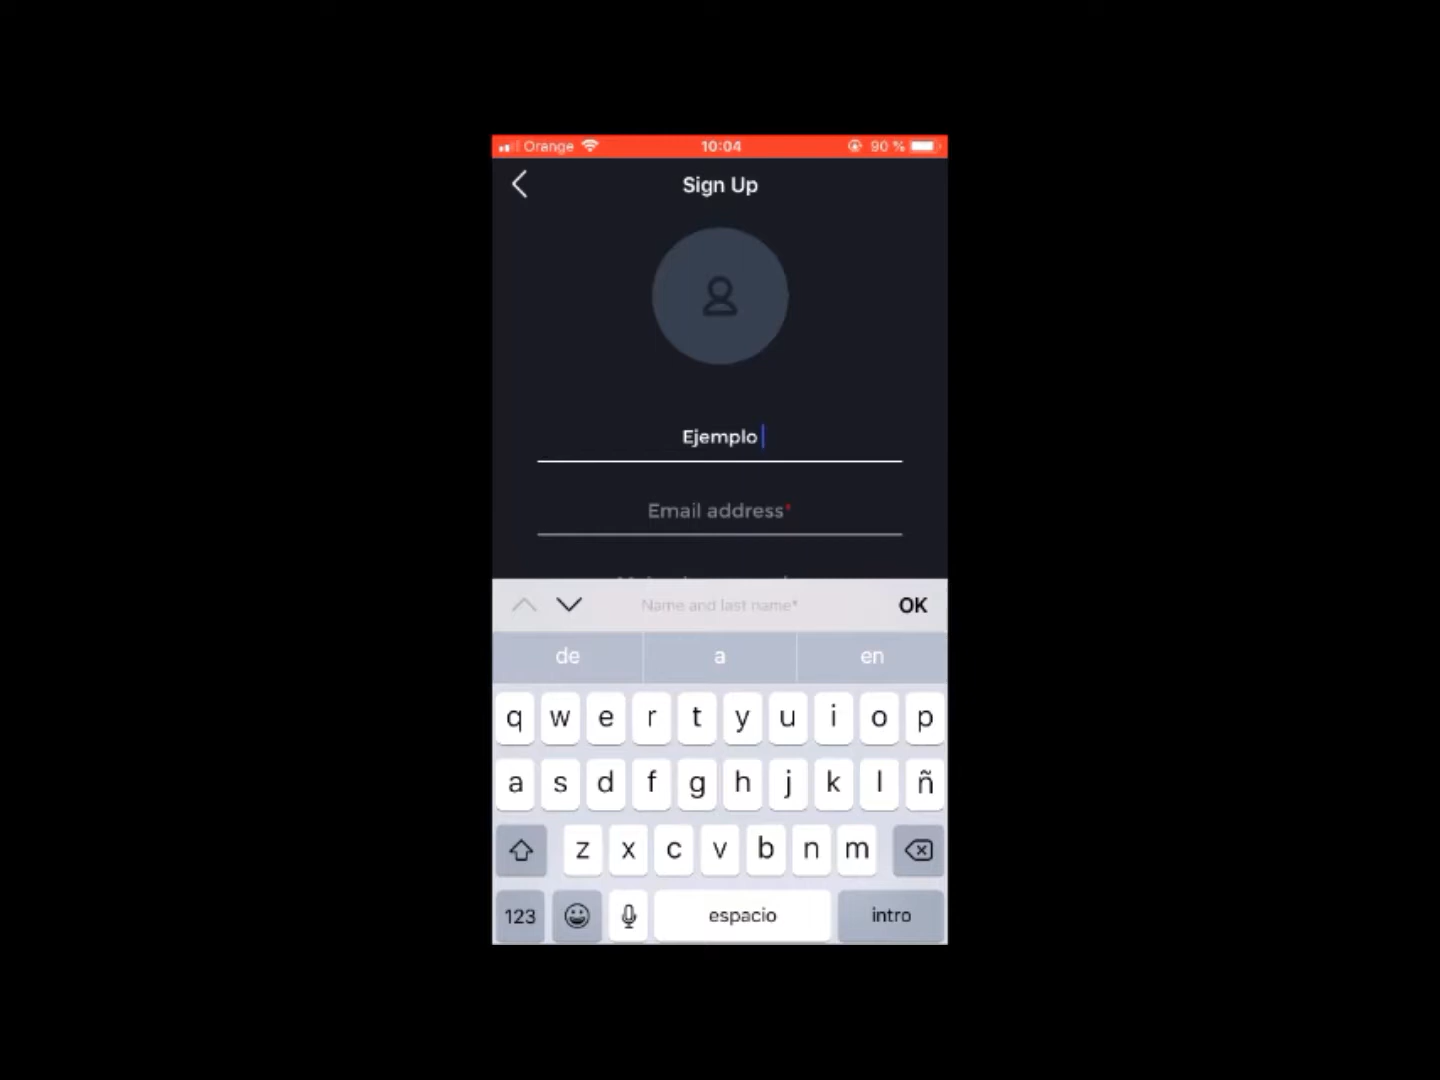 Orange 10:04 90 %
Sign Up
Ejemplo
Email address*
Name and last name* OK
de a en
q w e r t y u i o p
a s d f g h j k l ñ
z x c v b n m
123 espacio intro